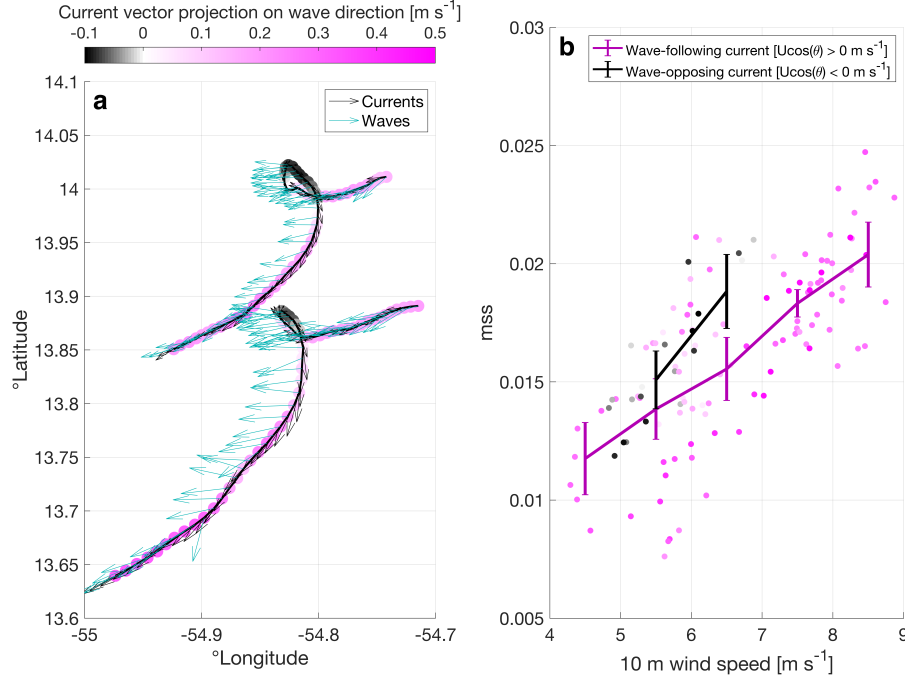 Current vector projection on wave direction [m s⁻¹]
-0.1 0 0.1 0.2 0.3 0.4 0.5
a
Currents
Waves
14.1
14.05
14
13.95
13.9
13.85
13.8
13.75
13.7
13.65
13.6
°Latitude
-55 -54.9 -54.8 -54.7
°Longitude
b
Wave-following current [Ucos(θ) > 0 m s⁻¹]
Wave-opposing current [Ucos(θ) < 0 m s⁻¹]
0.03
0.025
0.02
0.015
0.01
0.005
mss
4 5 6 7 8 9
10 m wind speed [m s⁻¹]